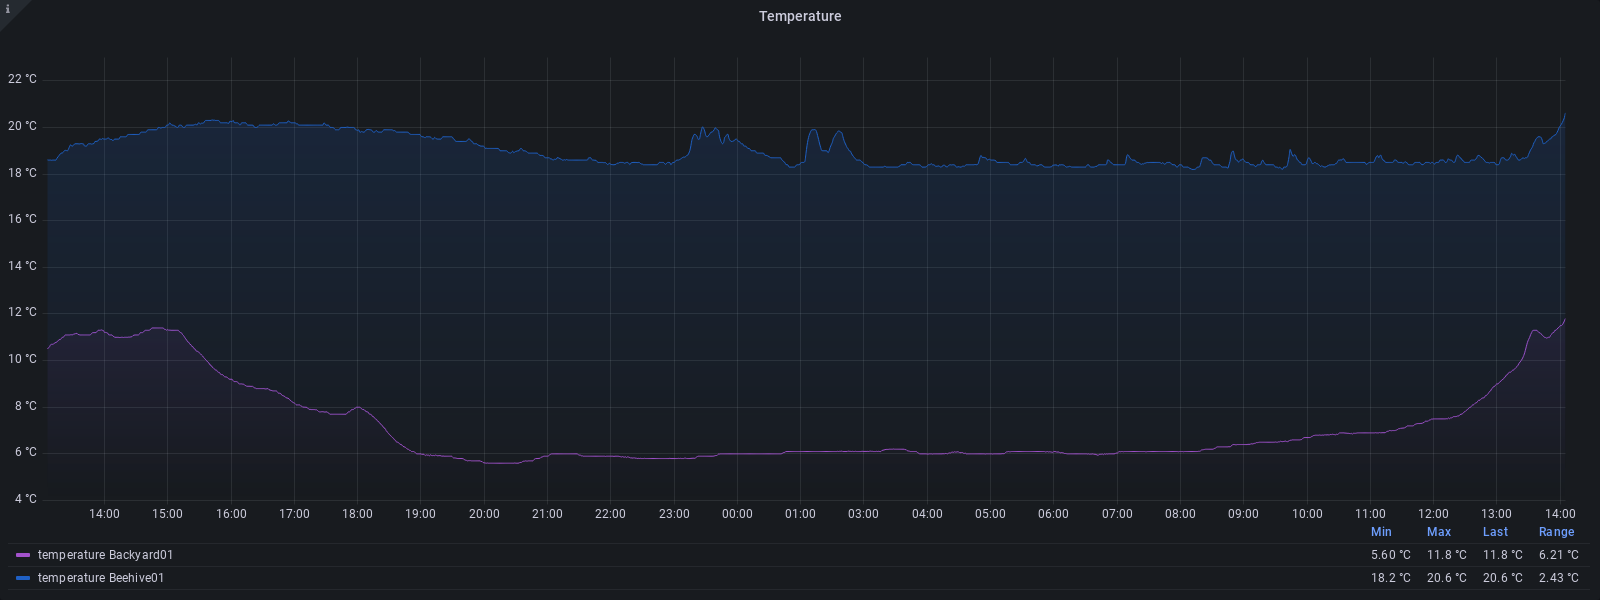 i
Temperature
22 °C
20 °C
18 °C
16 °C
14 °C
12 °C
10 °C
8 °C
6 °C
4 °C
14:00 15:00 16:00 17:00 18:00 19:00 20:00 21:00 22:00 23:00 00:00 01:00 02:00 03:00 04:00 05:00 06:00 07:00 08:00 09:00 10:00 11:00 12:00 13:00 14:00
Min Max Last Range
temperature Backyard01 5.60 °C 11.8 °C 11.8 °C 6.21 °C
temperature Beehive01 18.2 °C 20.6 °C 20.6 °C 2.43 °C